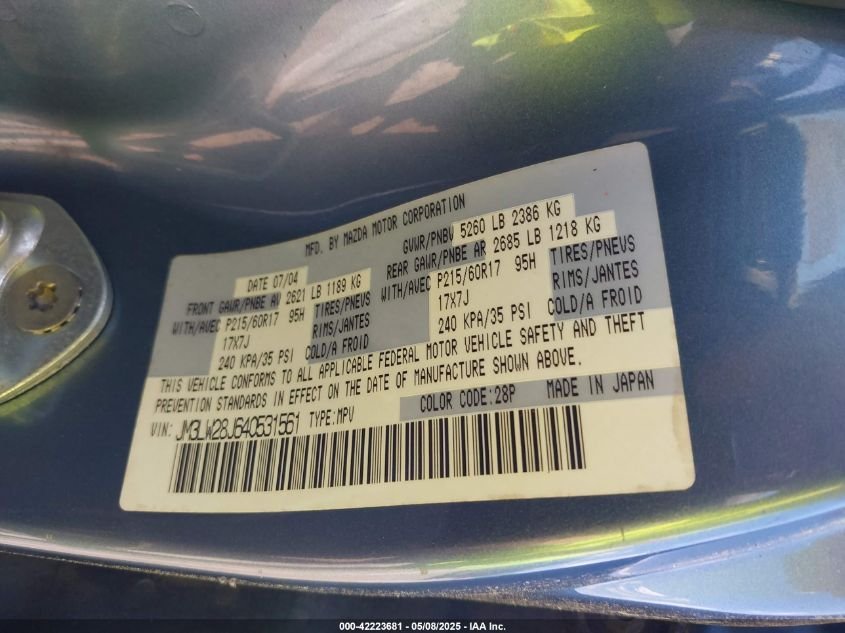 MFD. BY MAZDA MOTOR CORPORATION
DATE 07/04 GVWR/PNBV 5260 LB 2386 KG
FRONT GAWR/PNBE AV 2621 LB 1189 KG REAR GAWR/PNBE AR 2685 LB 1218 KG
WITH/AVEC P215/60R17 95H TIRES/PNEUS WITH/AVEC P215/60R17 95H TIRES/PNEUS
17X7J RIMS/JANTES 17X7J RIMS/JANTES
240 KPA/35 PSI COLD/A FROID 240 KPA/35 PSI COLD/A FROID
THIS VEHICLE CONFORMS TO ALL APPLICABLE FEDERAL MOTOR VEHICLE SAFETY AND THEFT
PREVENTION STANDARDS IN EFFECT ON THE DATE OF MANUFACTURE SHOWN ABOVE.
COLOR CODE:28P MADE IN JAPAN
VIN: JM3LW28J640531561 TYPE:MPV
000-42223681 - 05/08/2025 - IAA Inc.